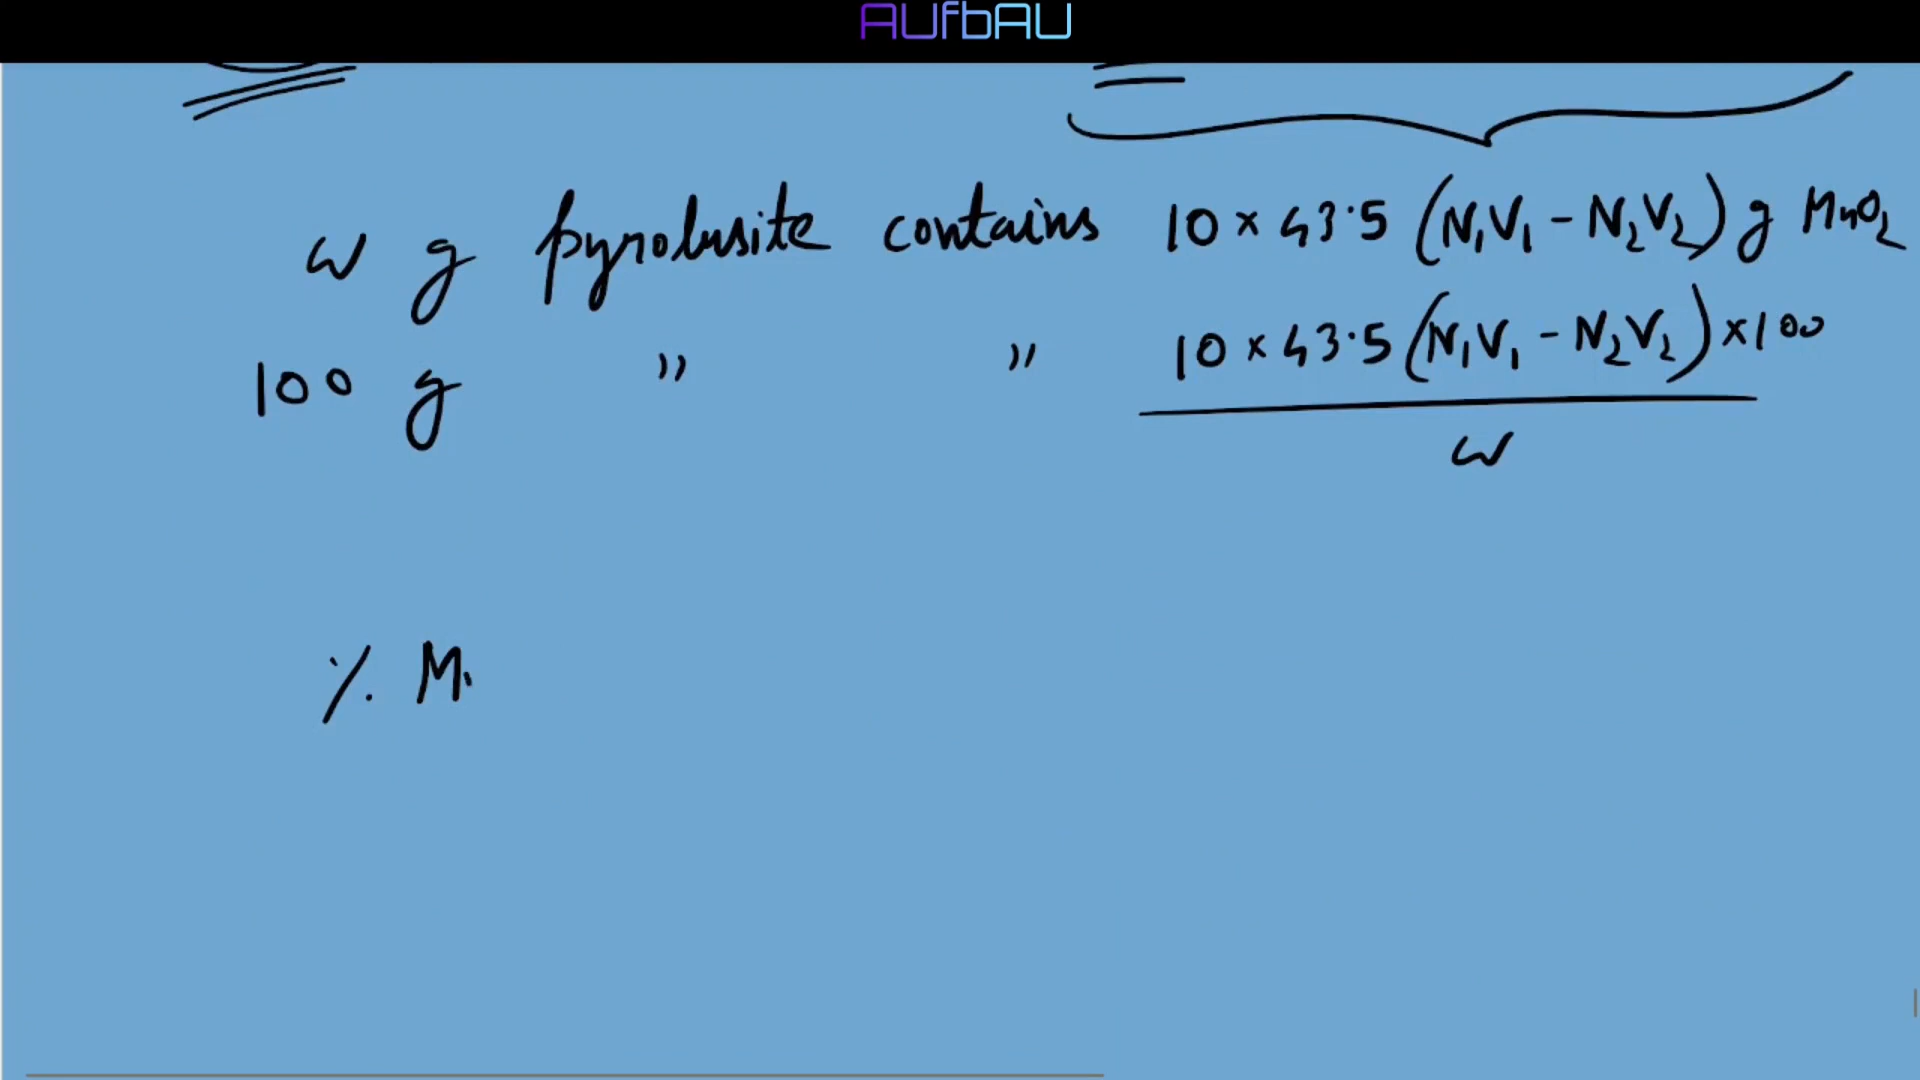 AUFBAU
w g pyrolusite contains 10 × 43.5 (N₁V₁ - N₂V₂) g MnO₂
100 g " " 10 × 43.5 (N₁V₁ - N₂V₂) × 100
w
% M